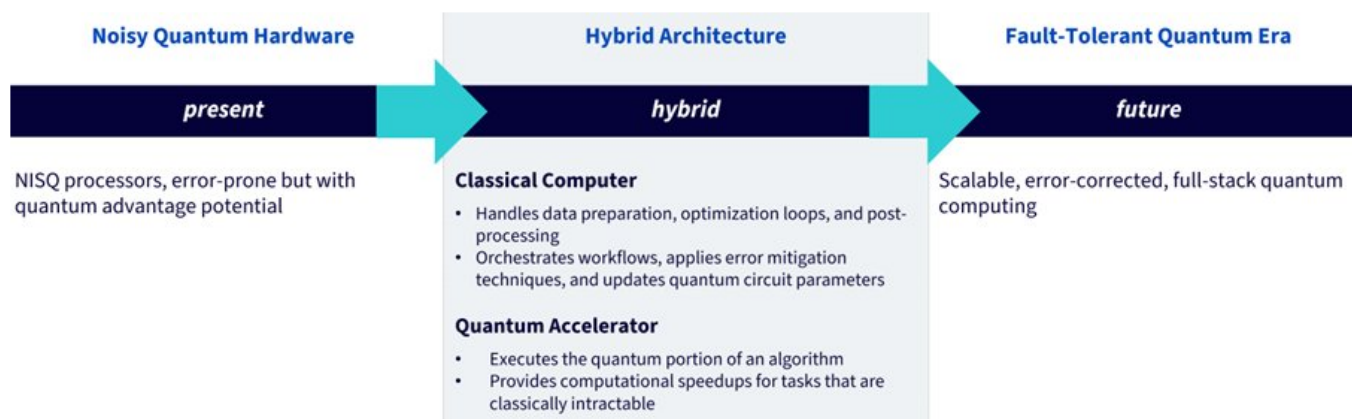 Noisy Quantum Hardware
Hybrid Architecture
Fault-Tolerant Quantum Era
present
hybrid
future
NISQ processors, error-prone but with
quantum advantage potential
Classical Computer
• Handles data preparation, optimization loops, and post-
processing
• Orchestrates workflows, applies error mitigation
techniques, and updates quantum circuit parameters
Quantum Accelerator
• Executes the quantum portion of an algorithm
• Provides computational speedups for tasks that are
classically intractable
Scalable, error-corrected, full-stack quantum
computing